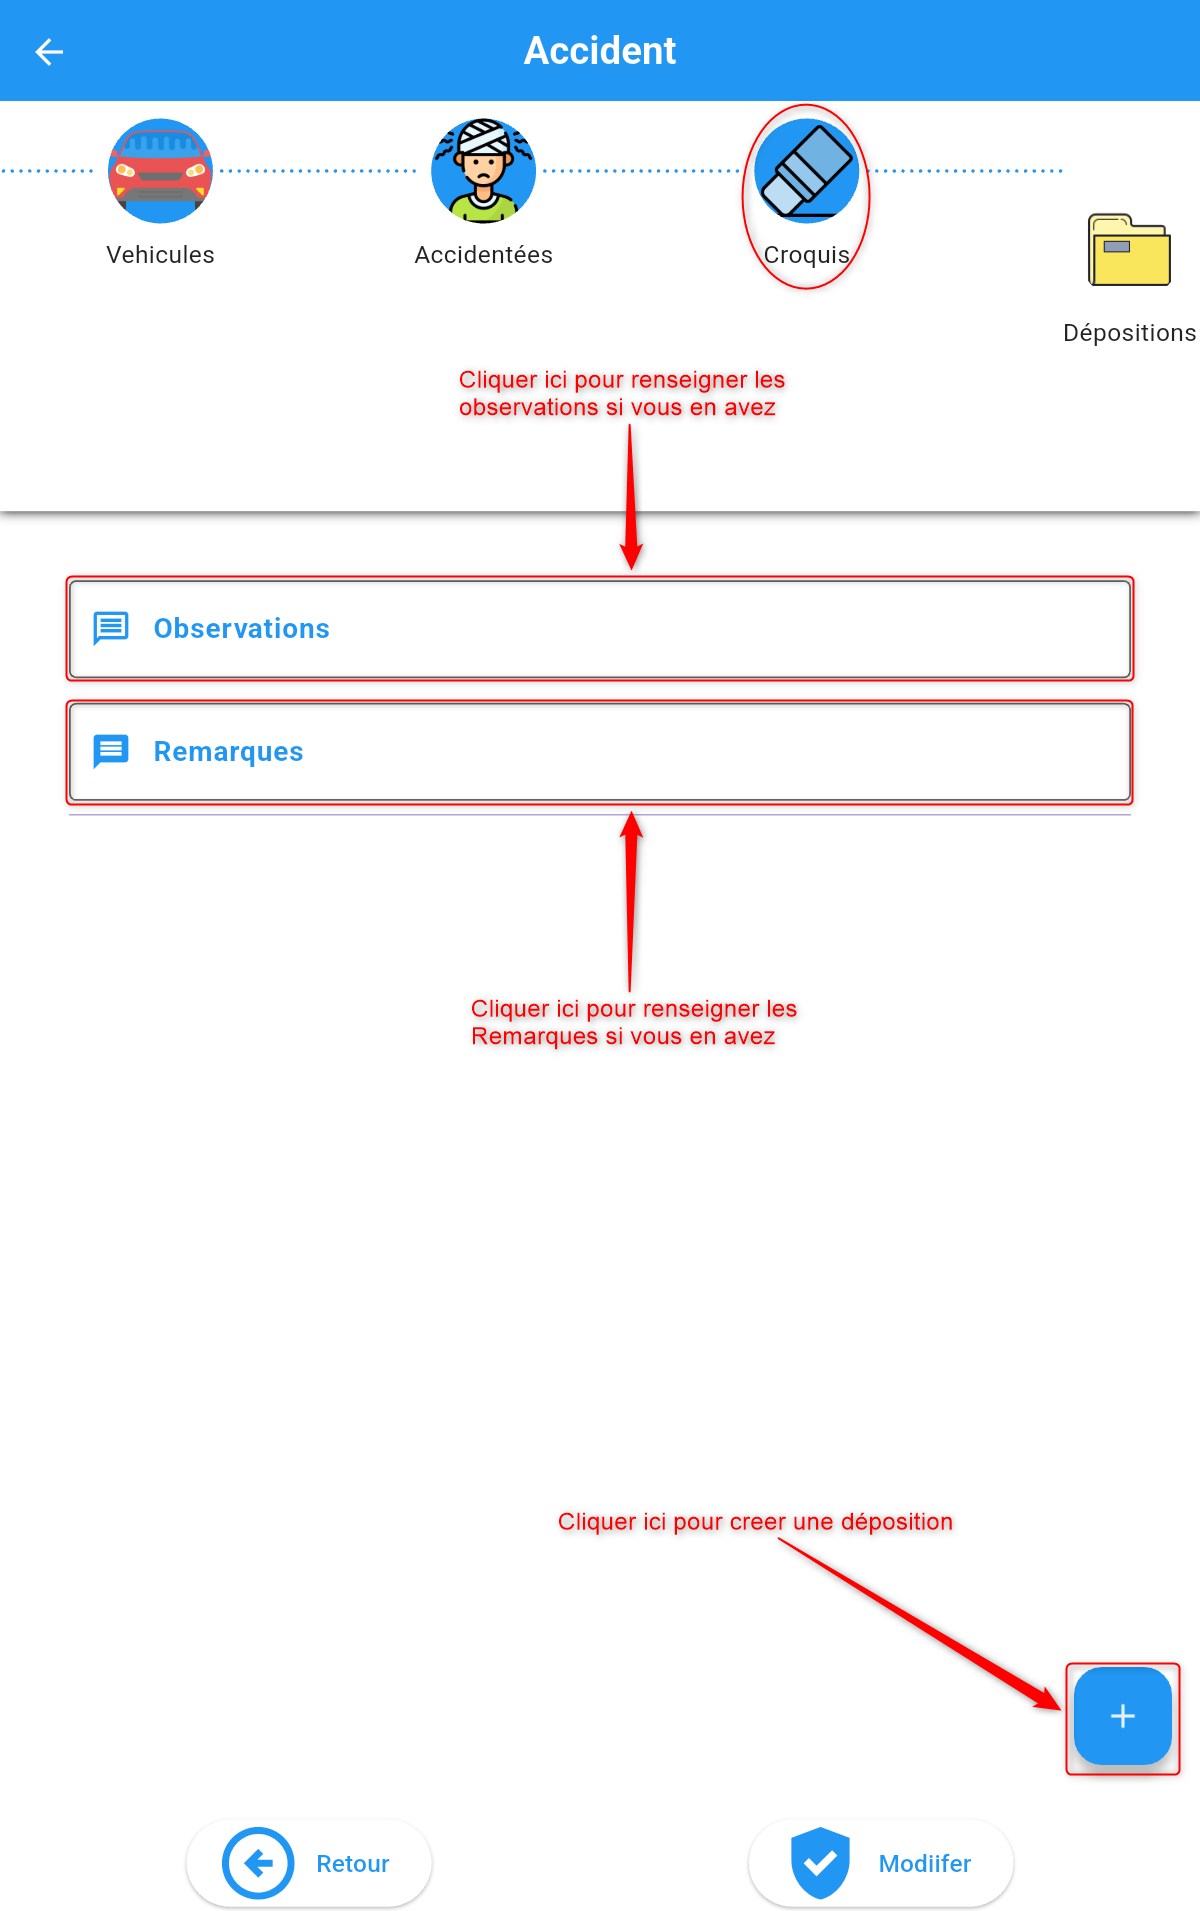 Accident
Vehicules
Accidentées
Croquis
Dépositions
Cliquer ici pour renseigner les
observations si vous en avez
Observations
Remarques
Cliquer ici pour renseigner les
Remarques si vous en avez
Cliquer ici pour creer une déposition
+
Retour
Modiifer